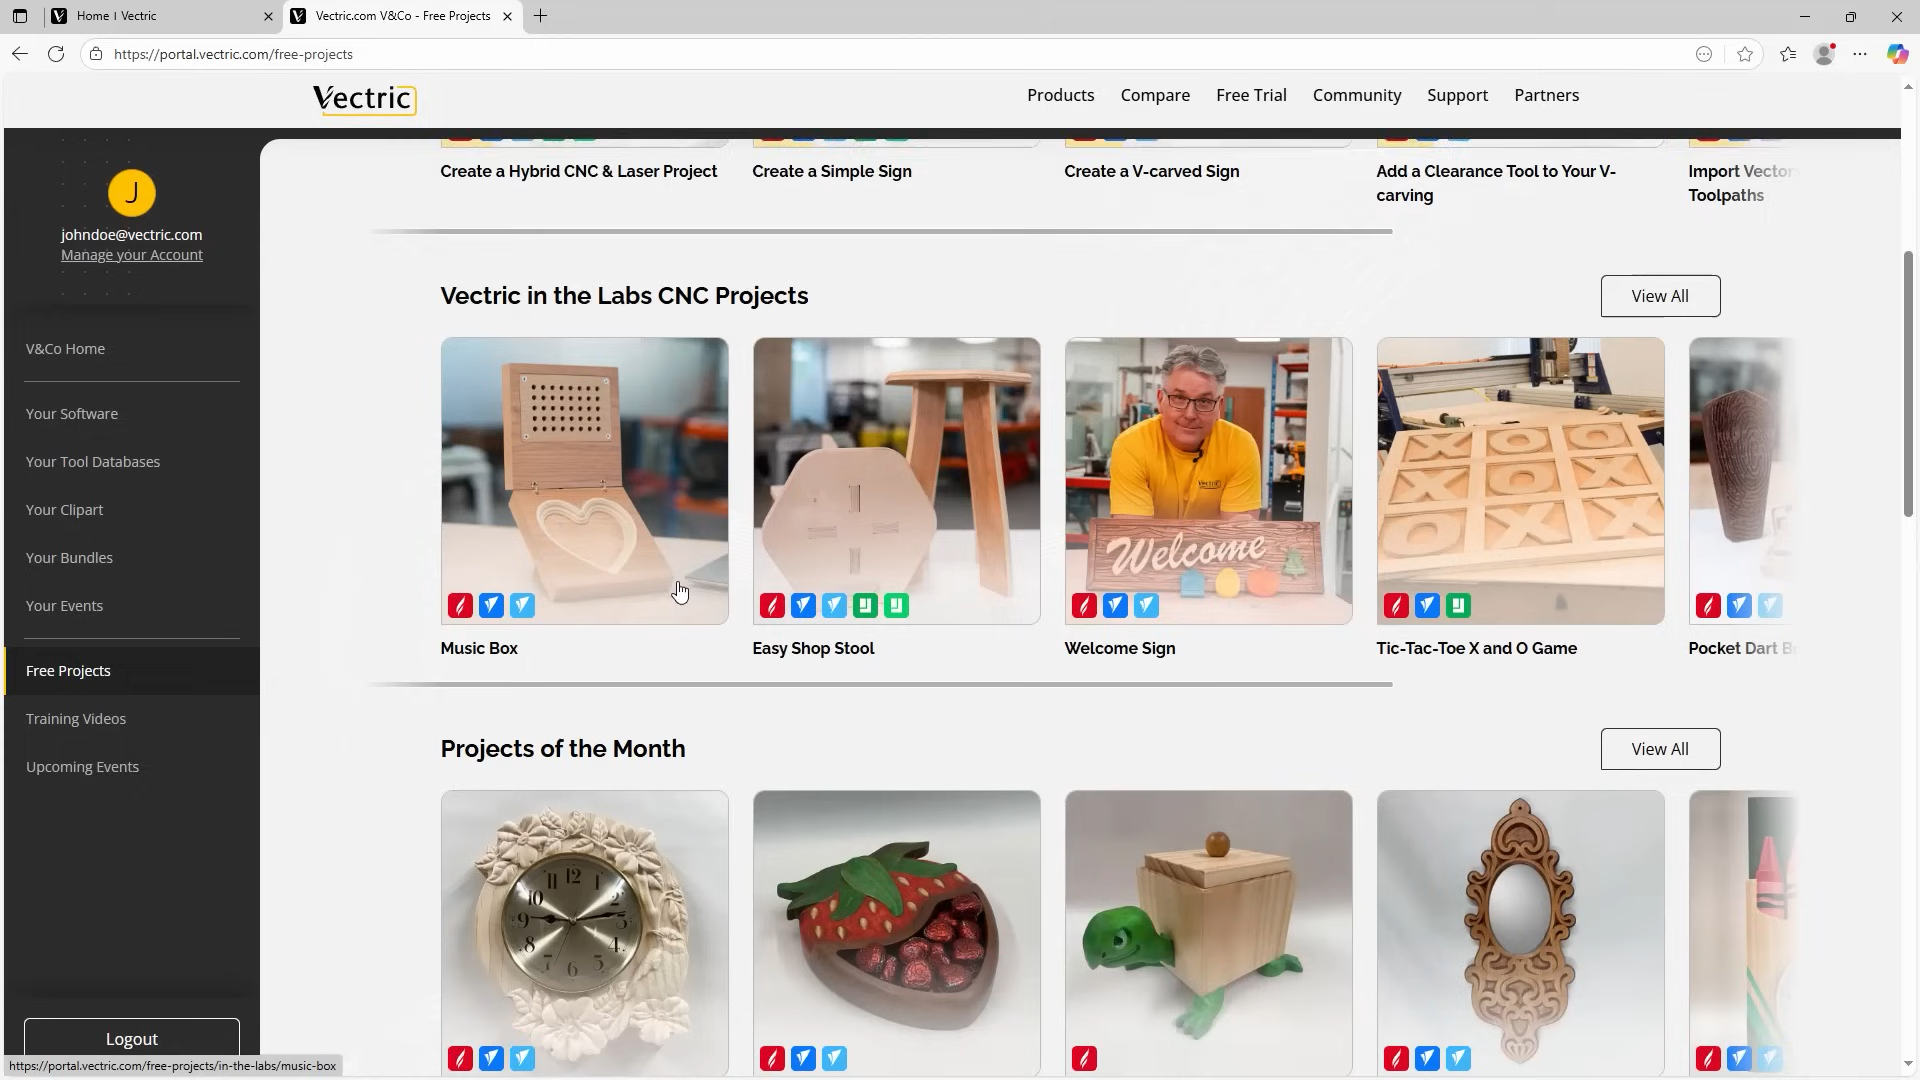 Home | Vectric
Vectric.com V&Co - Free Projects
https://portal.vectric.com/free-projects
Vectric
Products
Compare
Free Trial
Community
Support
Partners
J
johndoe@vectric.com
Manage your Account
V&Co Home
Your Software
Your Tool Databases
Your Clipart
Your Bundles
Your Events
Free Projects
Training Videos
Upcoming Events
Logout
https://portal.vectric.com/free-projects/in-the-labs/music-box
Create a Hybrid CNC & Laser Project
Create a Simple Sign
Create a V-carved Sign
Add a Clearance Tool to Your V-
carving
Import Vector
Toolpaths
Vectric in the Labs CNC Projects
View All
Vectric
Welcome
X O O
X O X
O X X
Music Box
Easy Shop Stool
Welcome Sign
Tic-Tac-Toe X and O Game
Pocket Dart B
Projects of the Month
View All